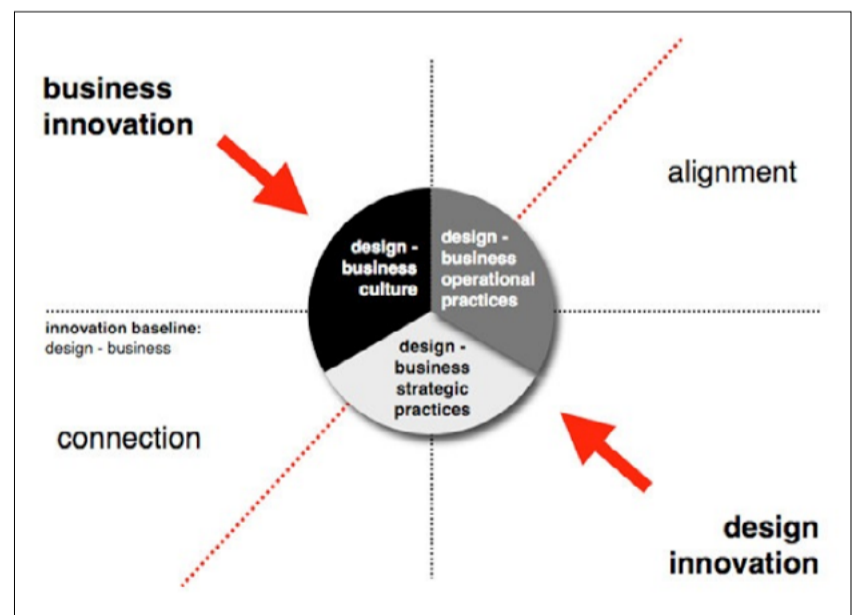 business
innovation
alignment
design -
business
culture
design -
business
operational
practices
innovation baseline:
design - business
design -
business
strategic
practices
connection
design
innovation